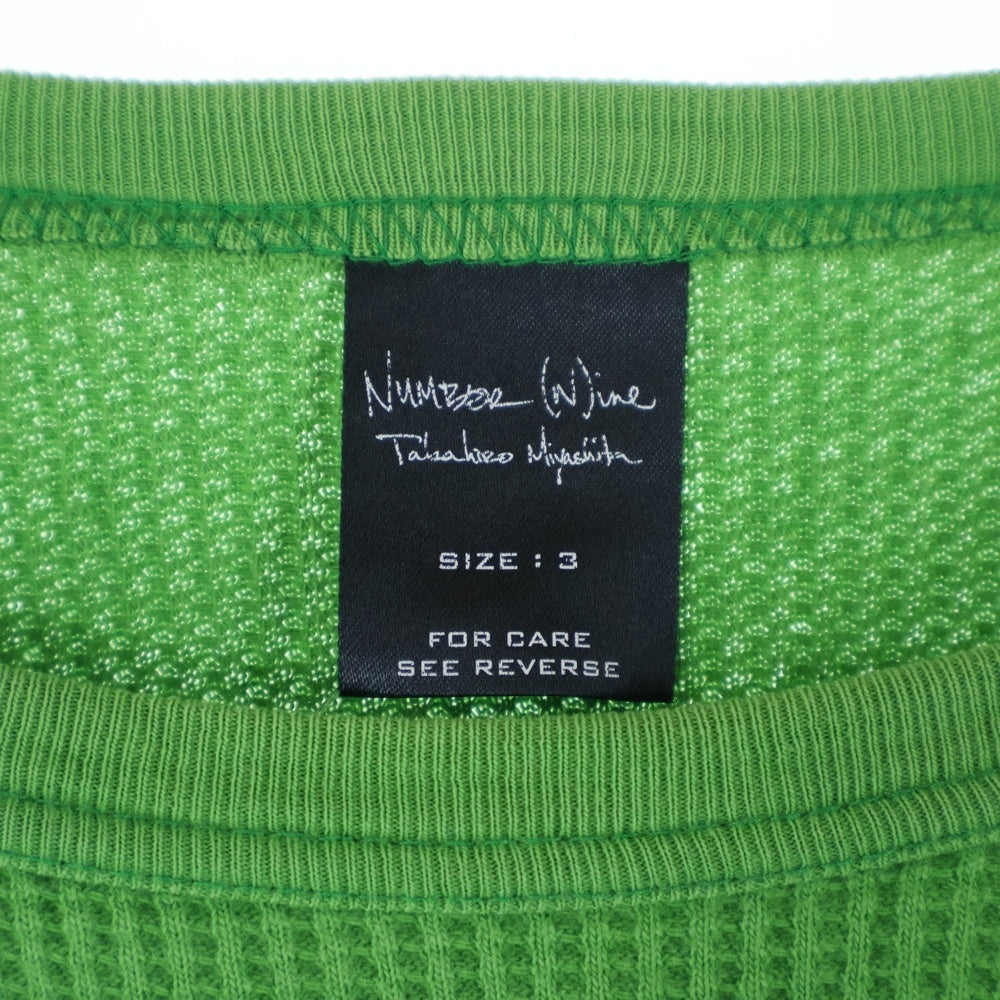 NUMBER (N)ine
Takahiro Miyashita
SIZE : 3
FOR CARE
SEE REVERSE